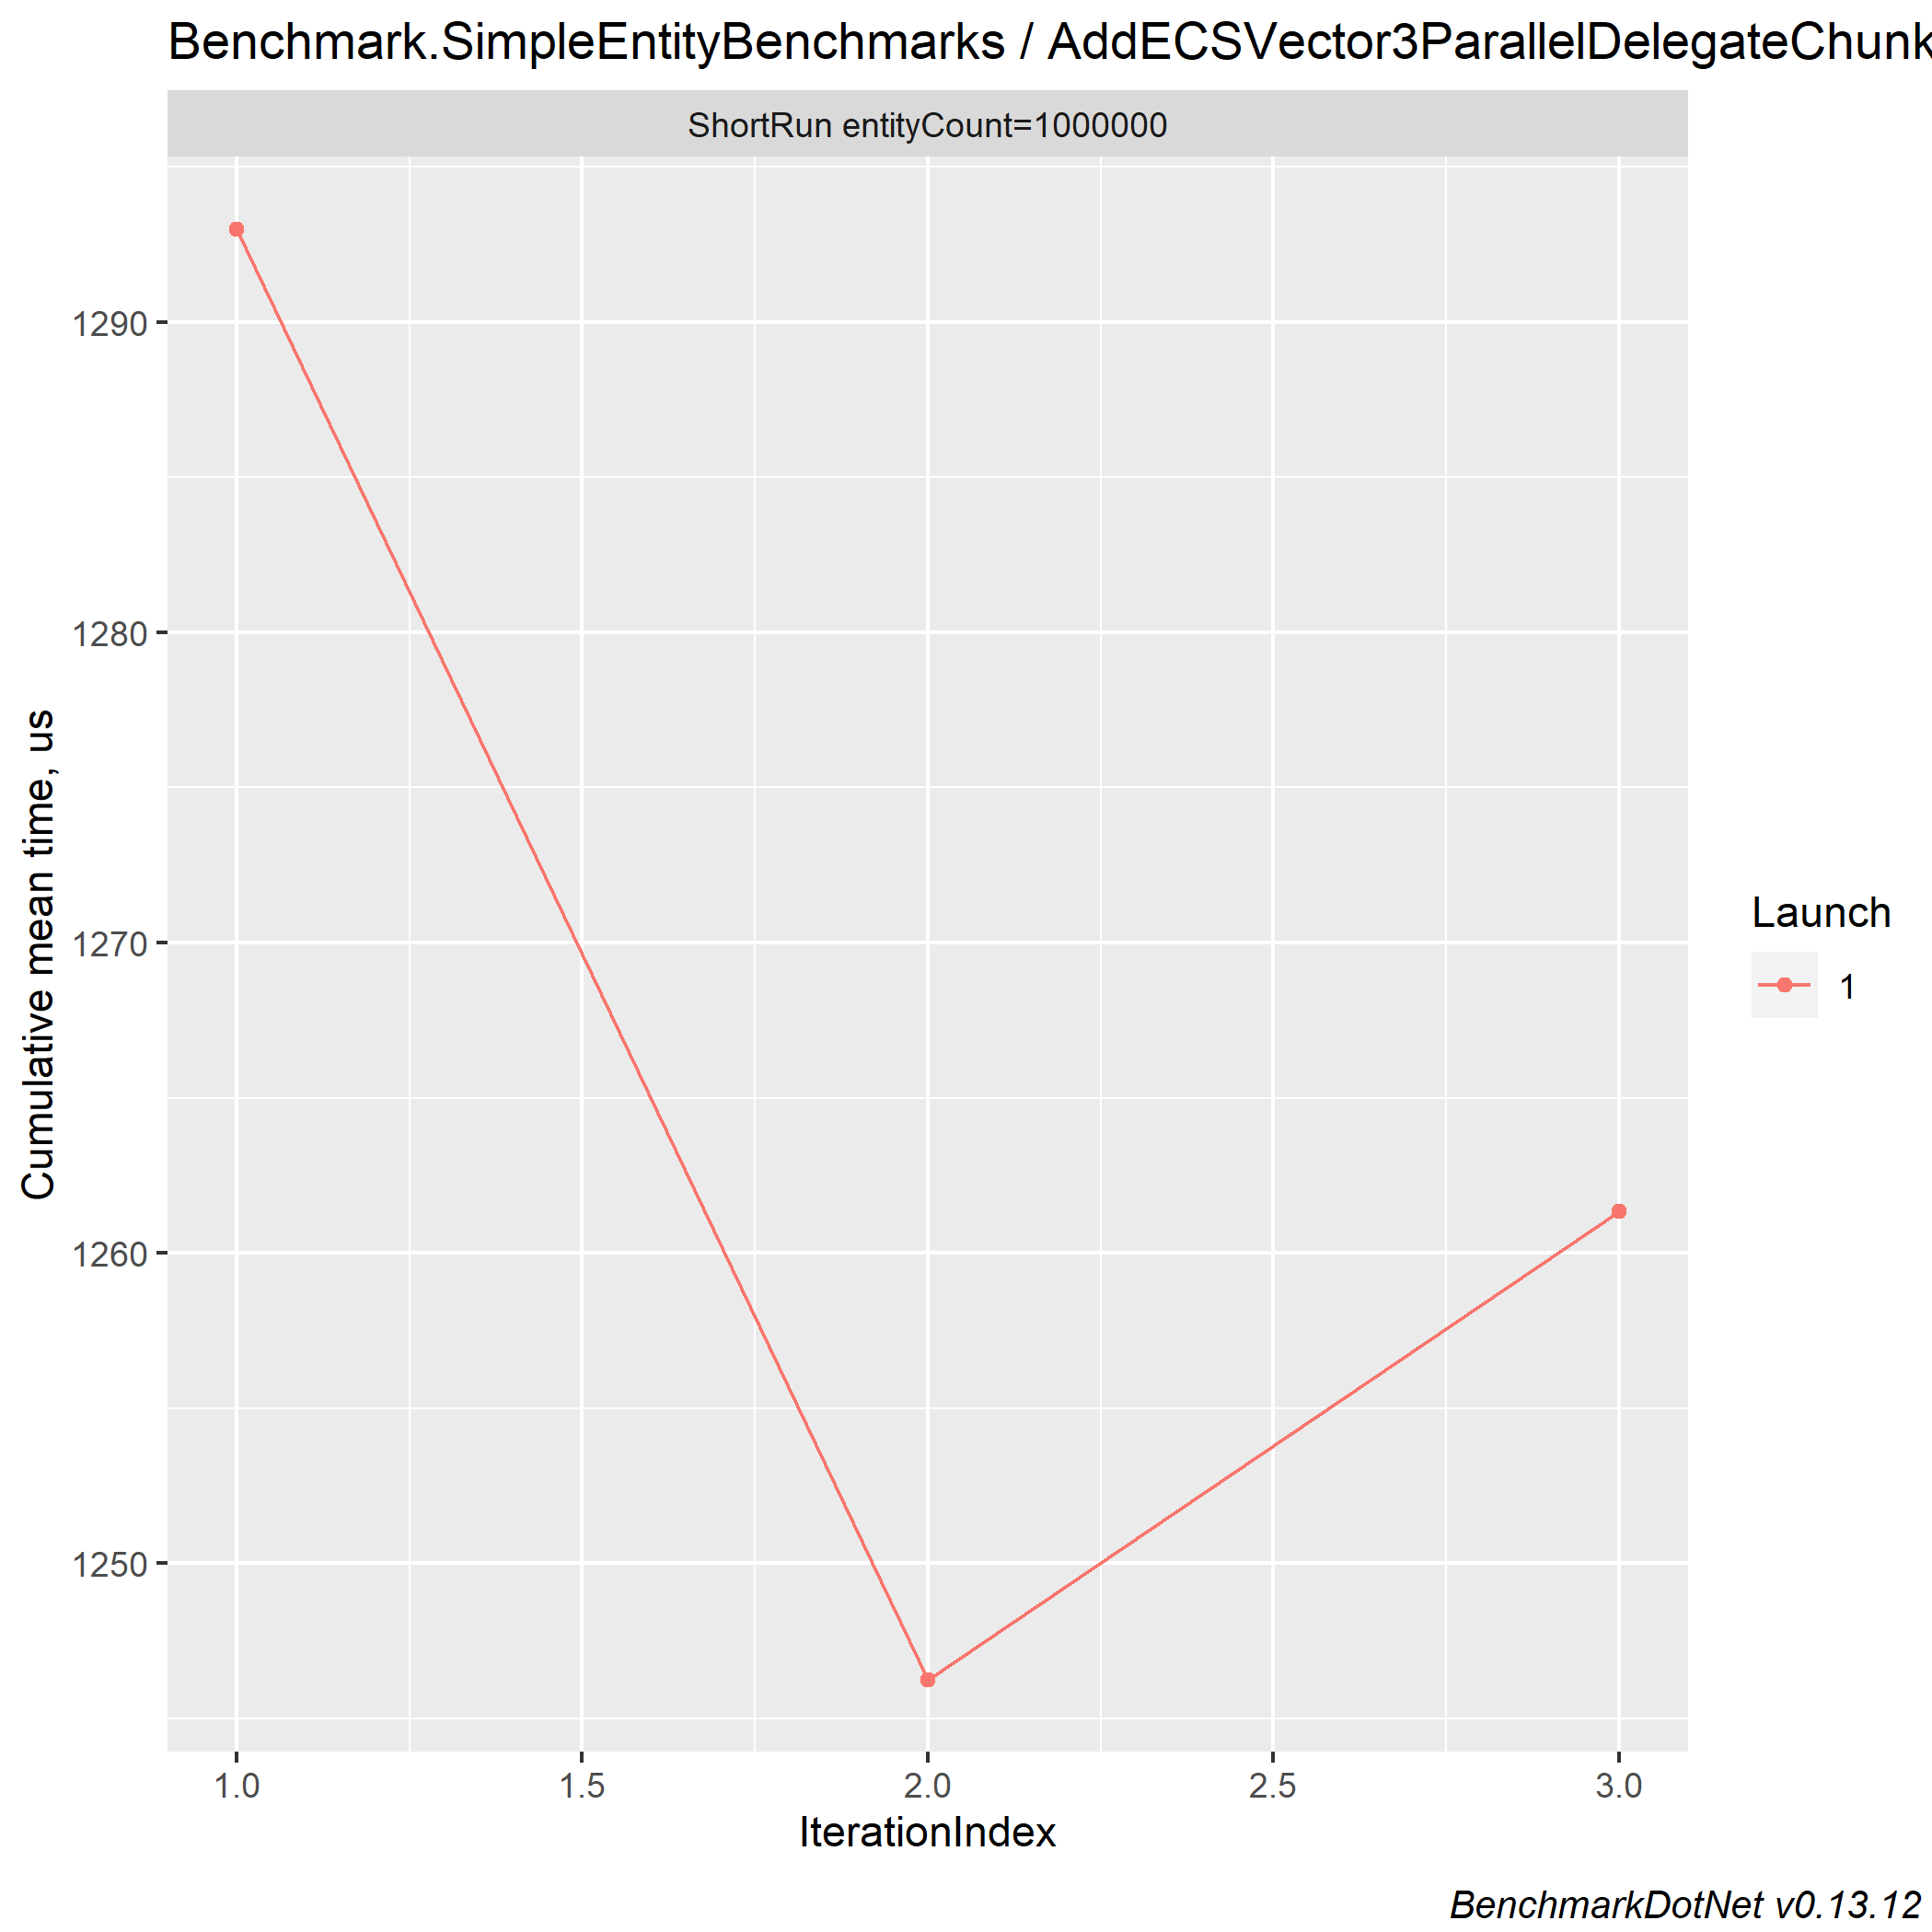 Benchmark.SimpleEntityBenchmarks / AddECSVector3ParallelDelegateChunk
ShortRun entityCount=1000000
1290
1280
1270
1260
1250
Cumulative mean time, us
1.0 1.5 2.0 2.5 3.0
IterationIndex
Launch
1
BenchmarkDotNet v0.13.12